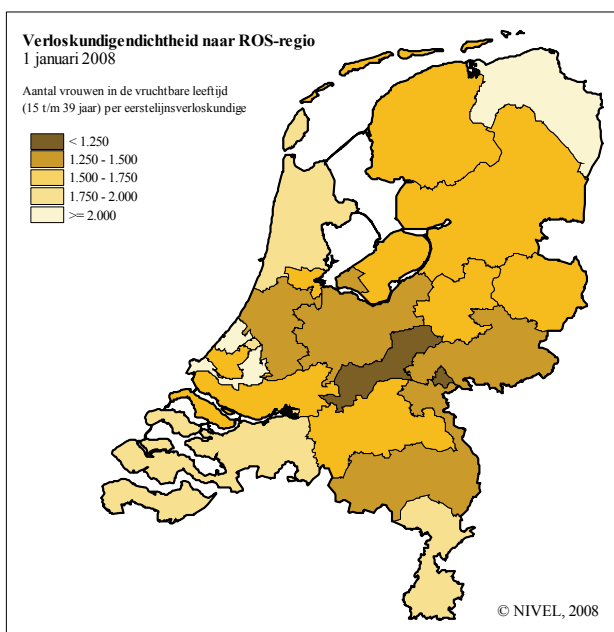 Verloskundigendichtheid naar ROS-regio
1 januari 2008
Aantal vrouwen in de vruchtbare leeftijd
(15 t/m 39 jaar) per eerstelijnsverloskundige
< 1.250
1.250 - 1.500
1.500 - 1.750
1.750 - 2.000
>= 2.000
© NIVEL, 2008